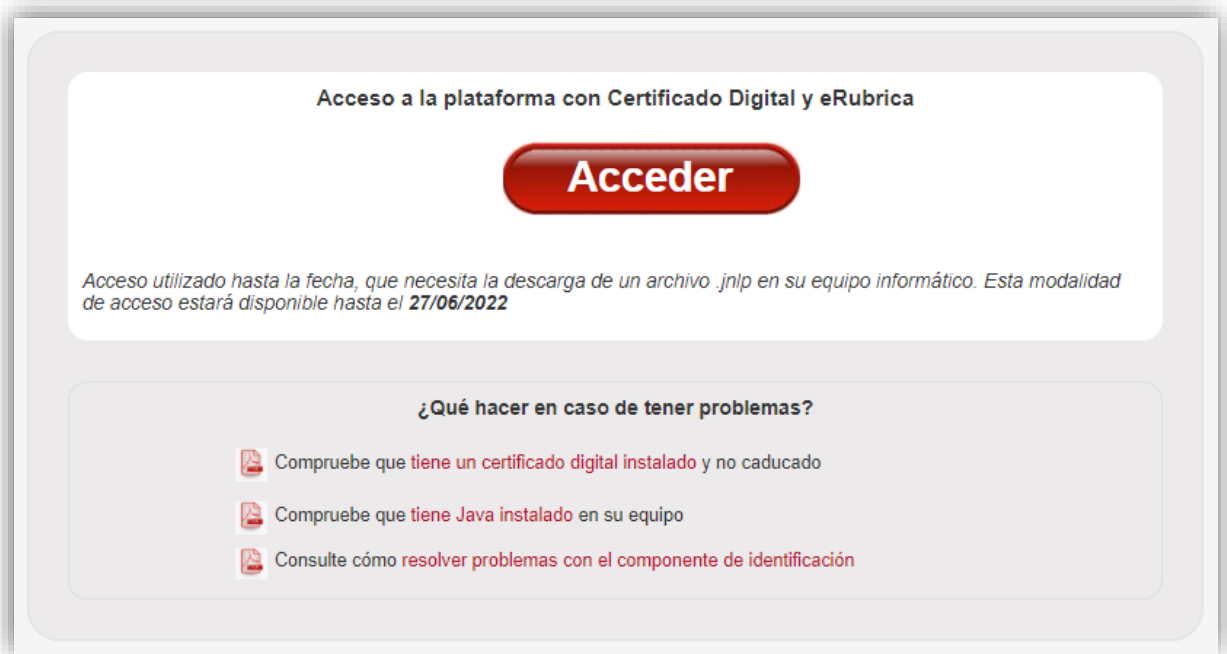 Acceso a la plataforma con Certificado Digital y eRubrica
Acceder
Acceso utilizado hasta la fecha, que necesita la descarga de un archivo .jnlp en su equipo informático. Esta modalidad
de acceso estará disponible hasta el 27/06/2022
¿Qué hacer en caso de tener problemas?
Compruebe que tiene un certificado digital instalado y no caducado
Compruebe que tiene Java instalado en su equipo
Consulte cómo resolver problemas con el componente de identificación